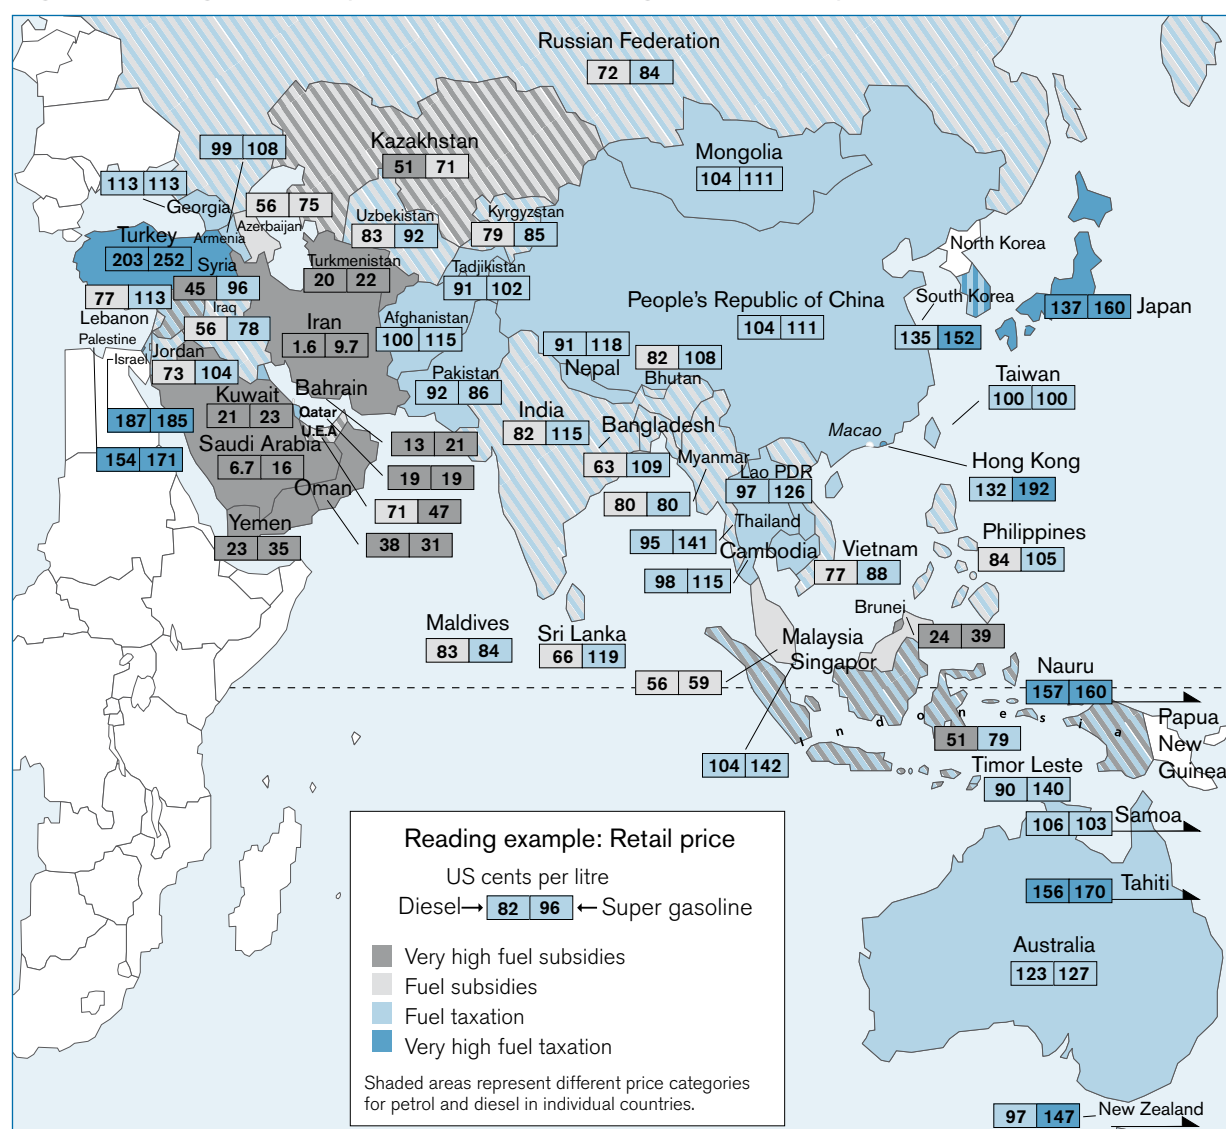 Russian Federation
72 84
Kazakhstan
51 71
99 108
Mongolia
104 111
113 113
Georgia
56 75
Azerbaijan
Uzbekistan
83 92
Kyrgyzstan
79 85
Turkey
203 252
Armenia
North Korea
Syria
45 96
Turkmenistan
20 22
Tadjikistan
91 102
People's Republic of China
104 111
South Korea
135 152
137 160 Japan
77 113
Lebanon
Iraq
56 78
Iran
1.6 9.7
Afghanistan
100 115
Palestine
Israel
Jordan
73 104
91 118
Nepal
82 108
Bhutan
Taiwan
100 100
Kuwait
21 23
Bahrain
Pakistan
92 86
187 185
Qatar
U.E.A
India
82 115
Bangladesh
63 109
Macao
Saudi Arabia
6.7 16
13 21
154 171
19 19
Myanmar
80 80
Lao PDR
97 126
Hong Kong
132 192
Oman
71 47
Yemen
23 35
38 31
Thailand
95 141
Cambodia
98 115
Vietnam
77 88
Philippines
84 105
Brunej
24 39
Maldives
83 84
Sri Lanka
66 119
Malaysia
Singapor
56 59
Nauru
157 160
Indonesia
51 79
Papua
New
Guinea
104 142
Timor Leste
90 140
106 103 Samoa
156 170 Tahiti
Australia
123 127
97 147 New Zealand
Reading example: Retail price
US cents per litre
Diesel 82 96 Super gasoline
Very high fuel subsidies
Fuel subsidies
Fuel taxation
Very high fuel taxation
Shaded areas represent different price categories
for petrol and diesel in individual countries.